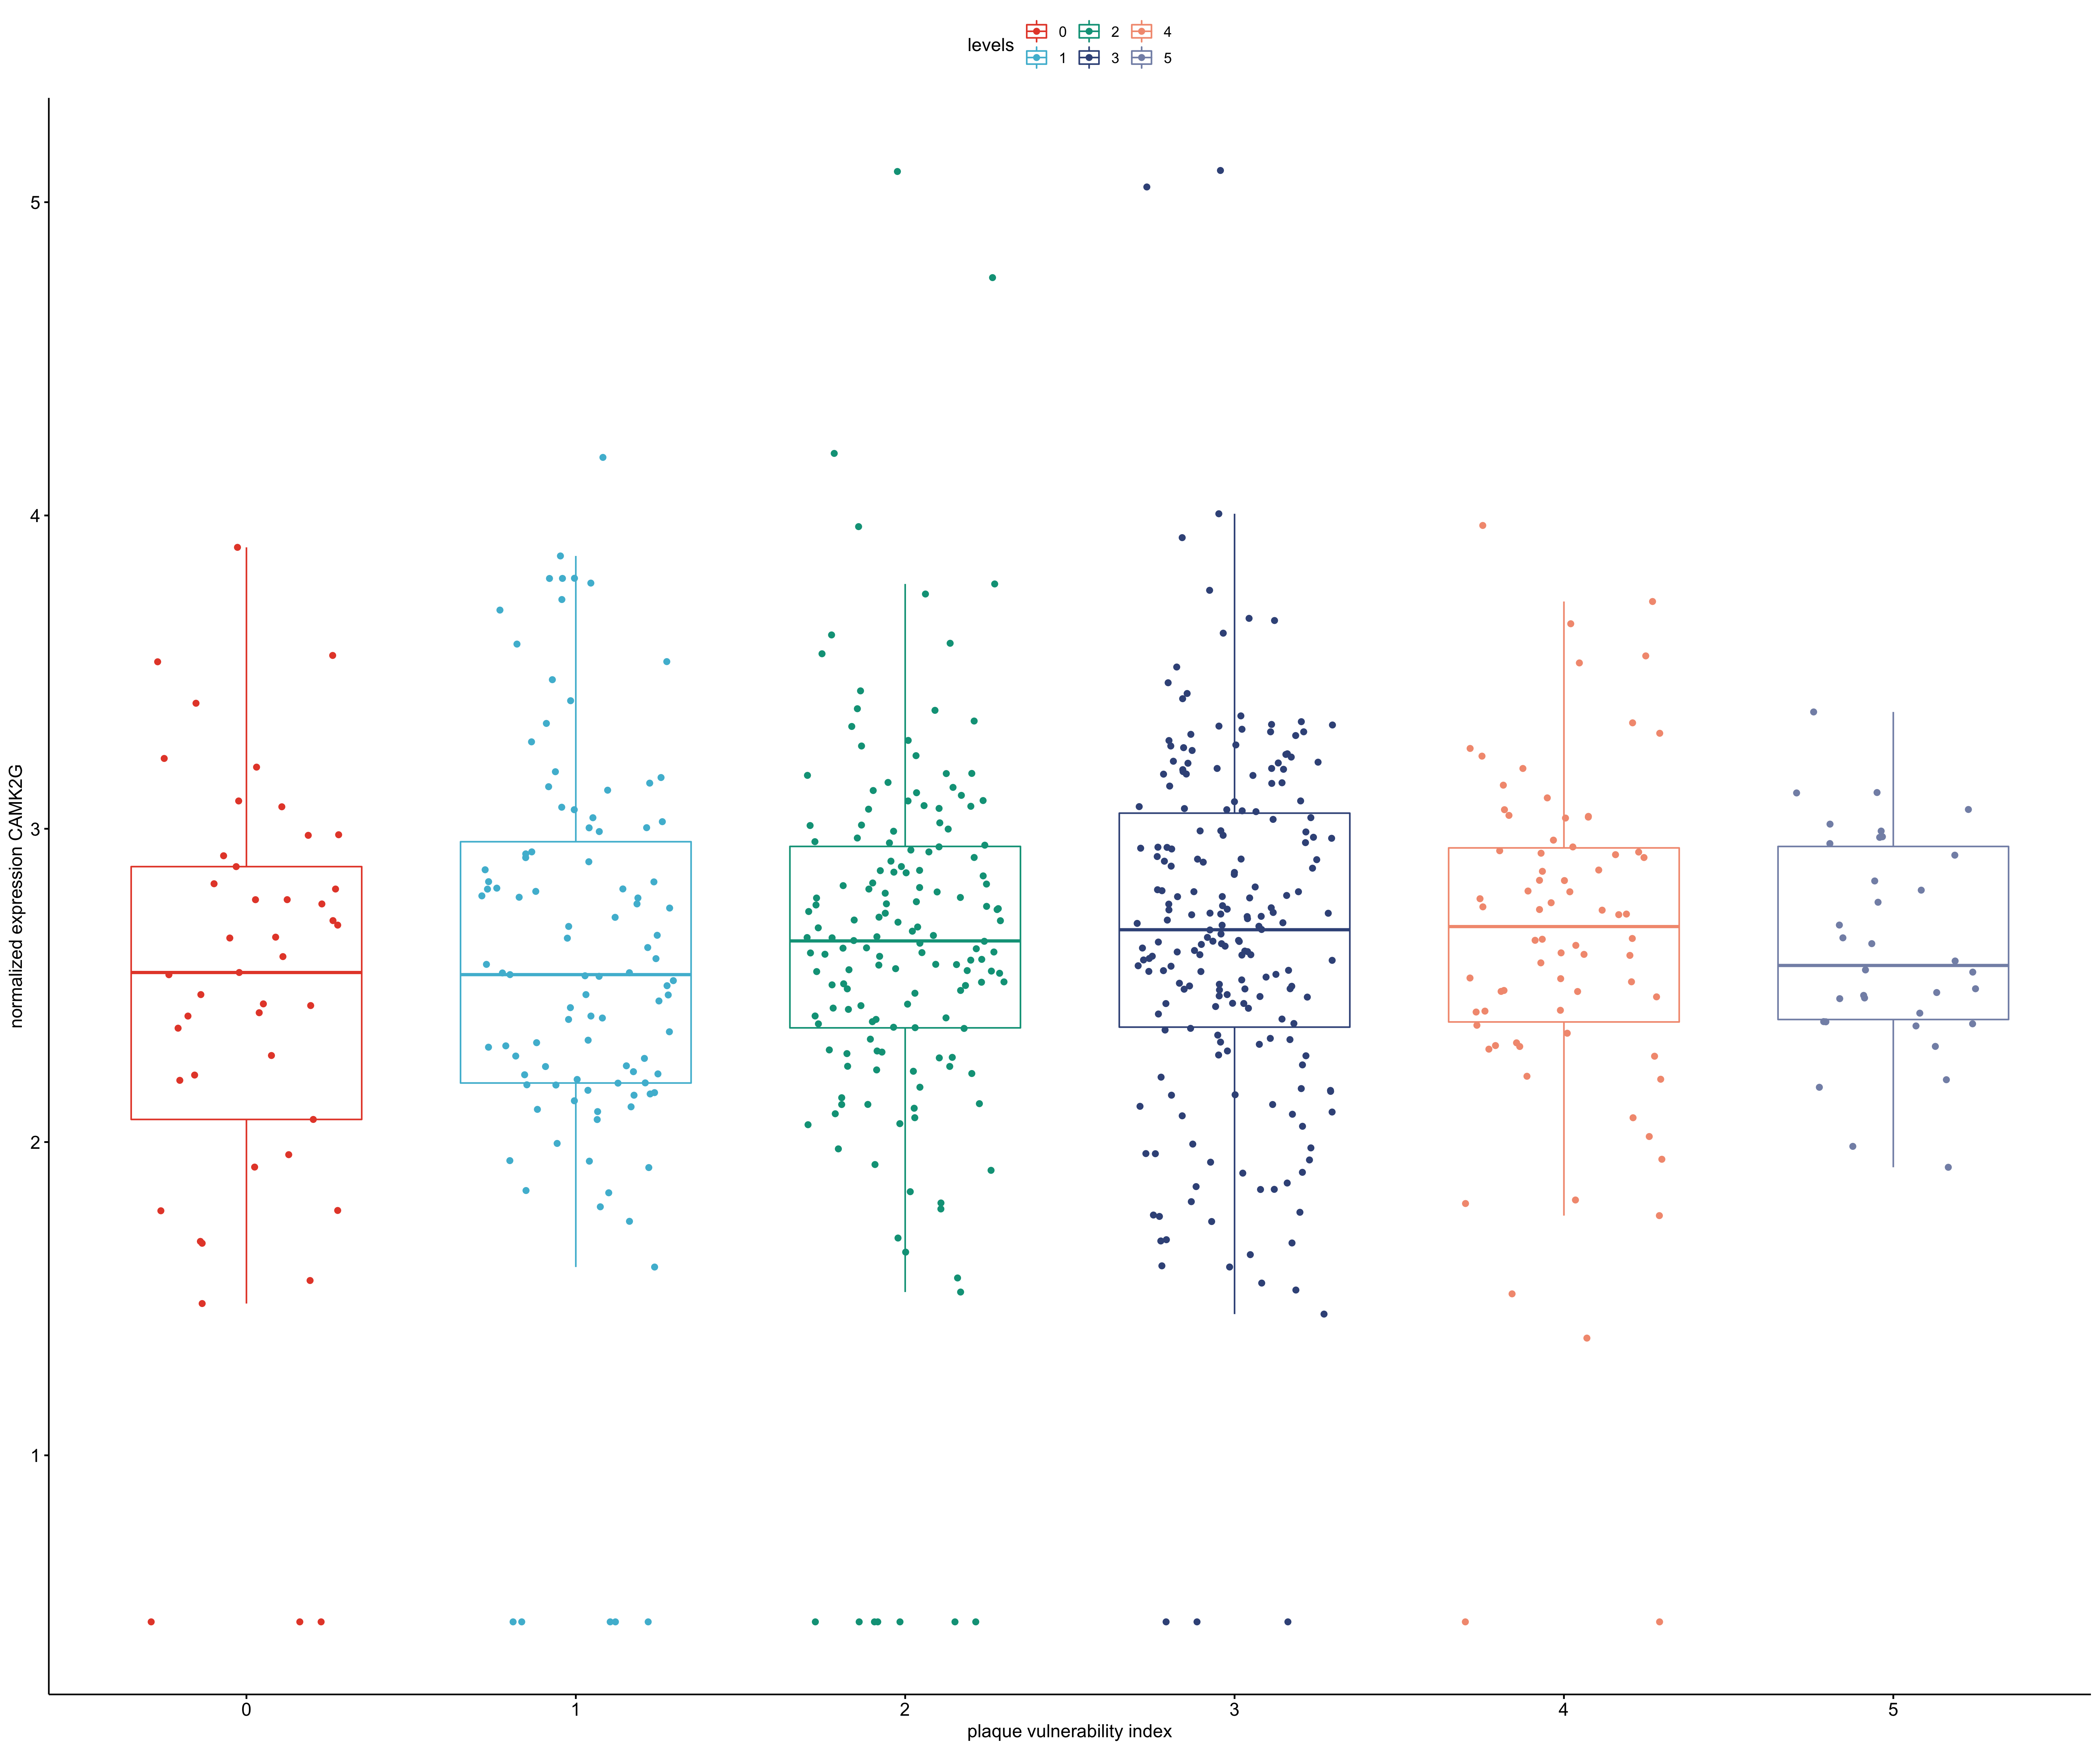 levels
0 2 4
1 3 5
normalized expression CAMK2G
5
4
3
2
1
0 1 2 3 4 5
plaque vulnerability index